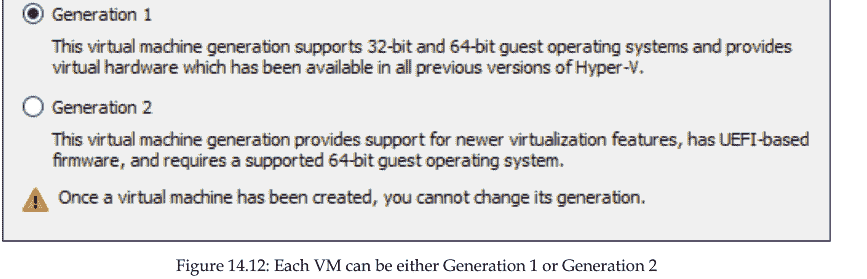 Generation 1
This virtual machine generation supports 32-bit and 64-bit guest operating systems and provides
virtual hardware which has been available in all previous versions of Hyper-V.
Generation 2
This virtual machine generation provides support for newer virtualization features, has UEFI-based
firmware, and requires a supported 64-bit guest operating system.
Once a virtual machine has been created, you cannot change its generation.
Figure 14.12: Each VM can be either Generation 1 or Generation 2